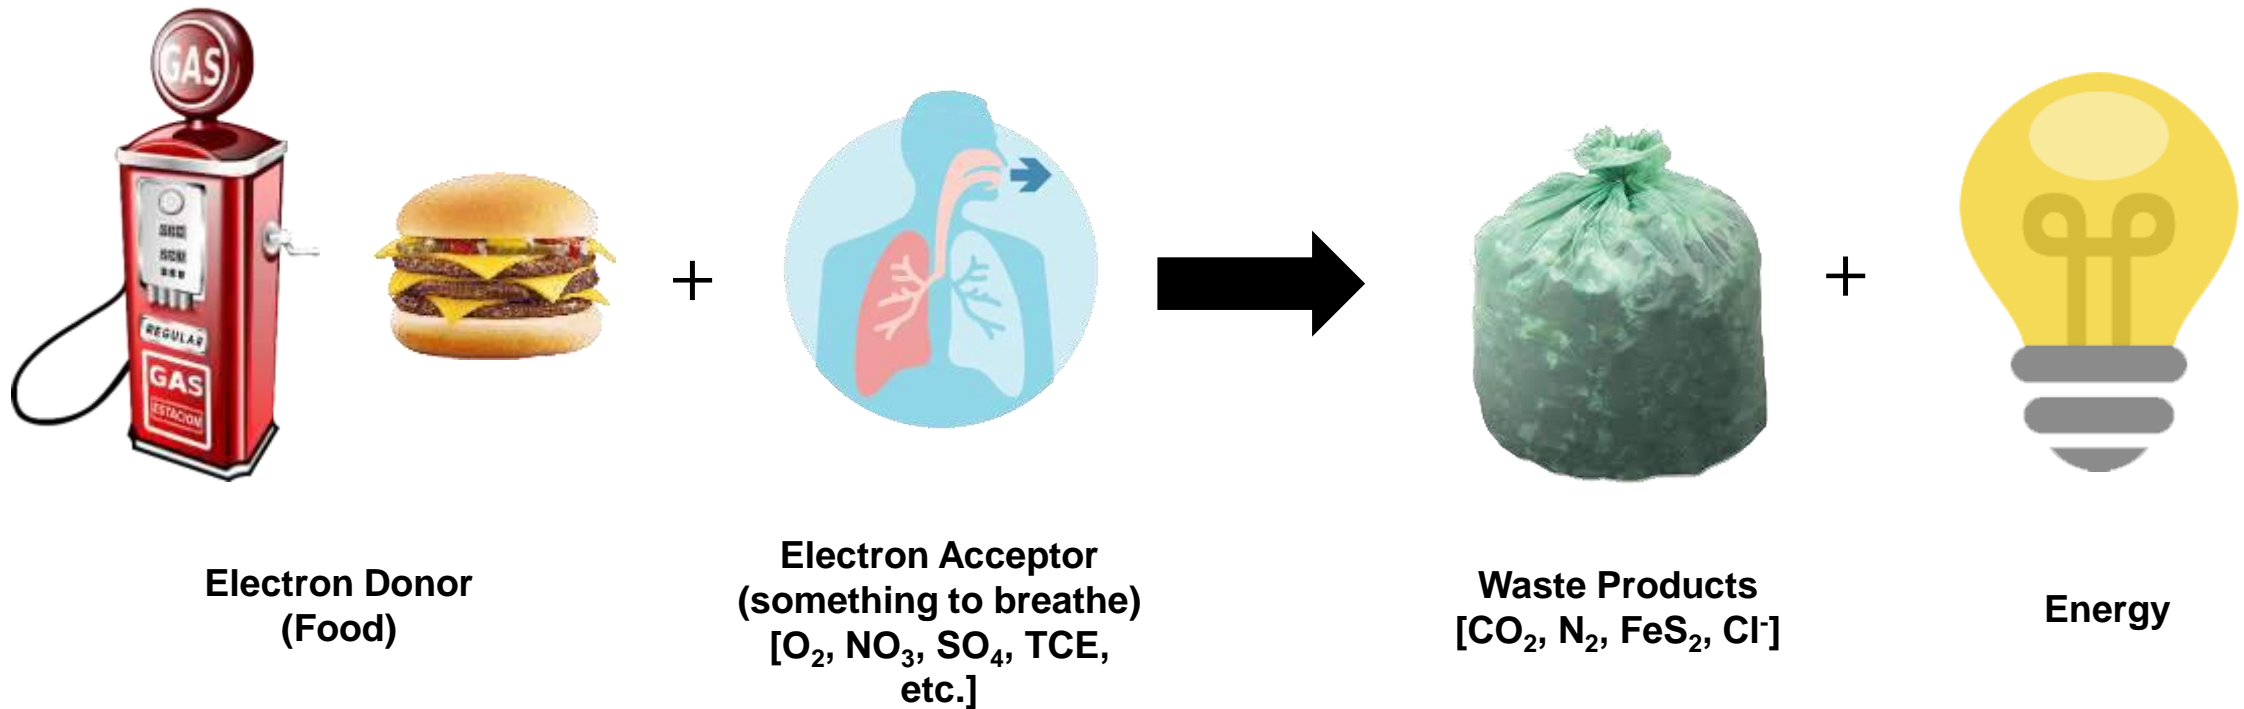 GAS
REGULAR
GAS
ESTACION
+
+
Electron Donor
(Food)
Electron Acceptor
(something to breathe)
[O₂, NO₃, SO₄, TCE,
etc.]
Waste Products
[CO₂, N₂, FeS₂, Cl⁻]
Energy